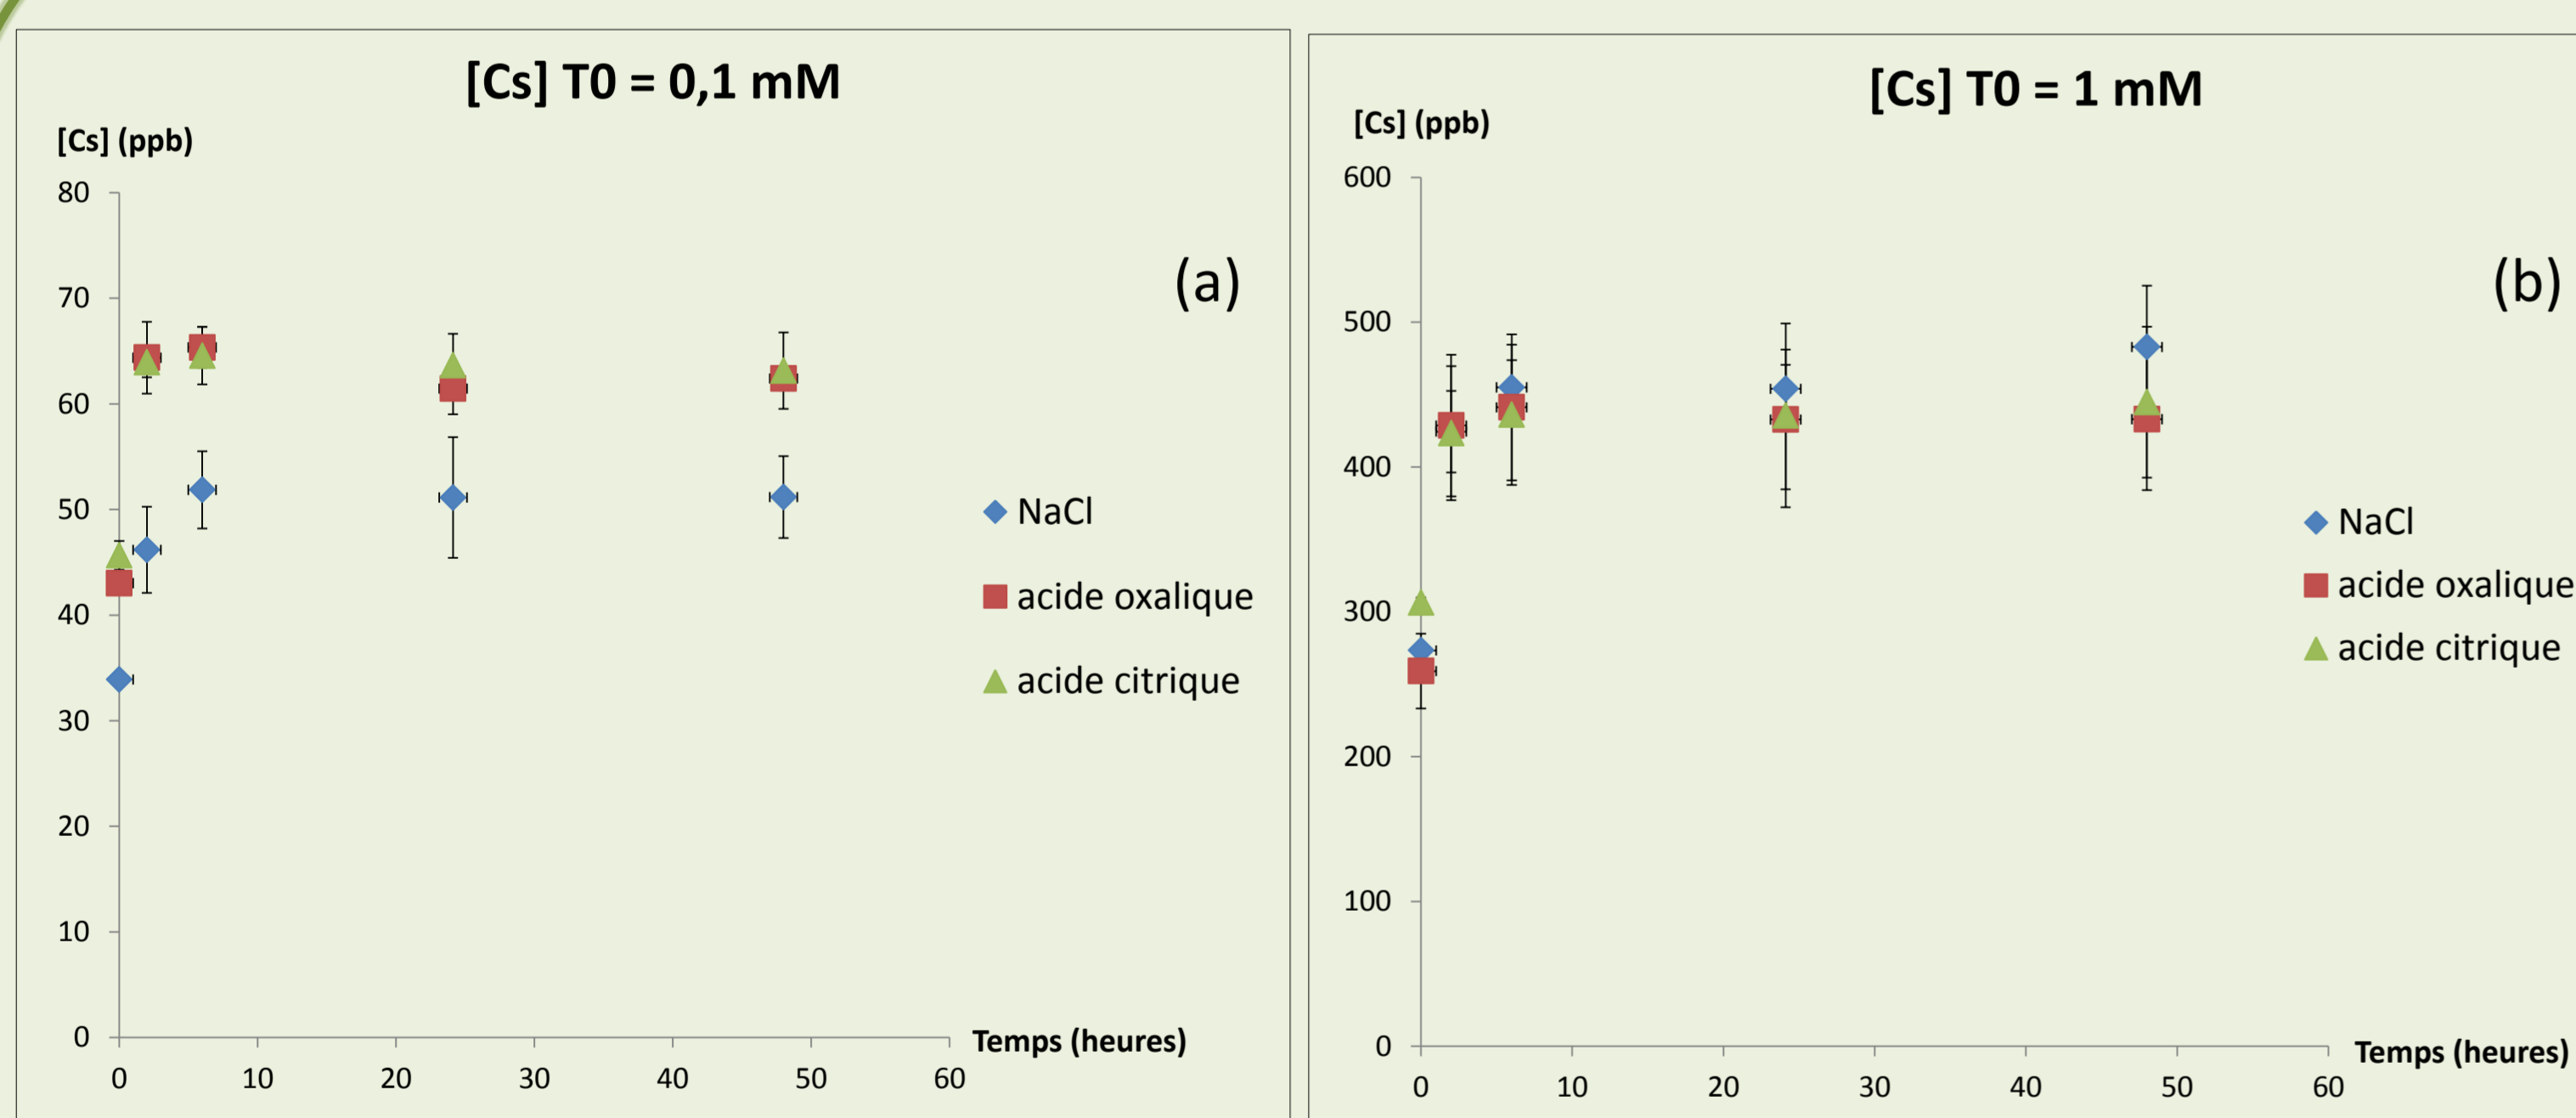 [Cs] T0 = 0,1 mM
[Cs] (ppb)
80
70
60
50
40
30
20
10
0
0 10 20 30 40 50 60
Temps (heures)
(a)
NaCl
acide oxalique
acide citrique
[Cs] T0 = 1 mM
[Cs] (ppb)
600
500
400
300
200
100
0
0 10 20 30 40 50 60
Temps (heures)
(b)
NaCl
acide oxalique
acide citrique